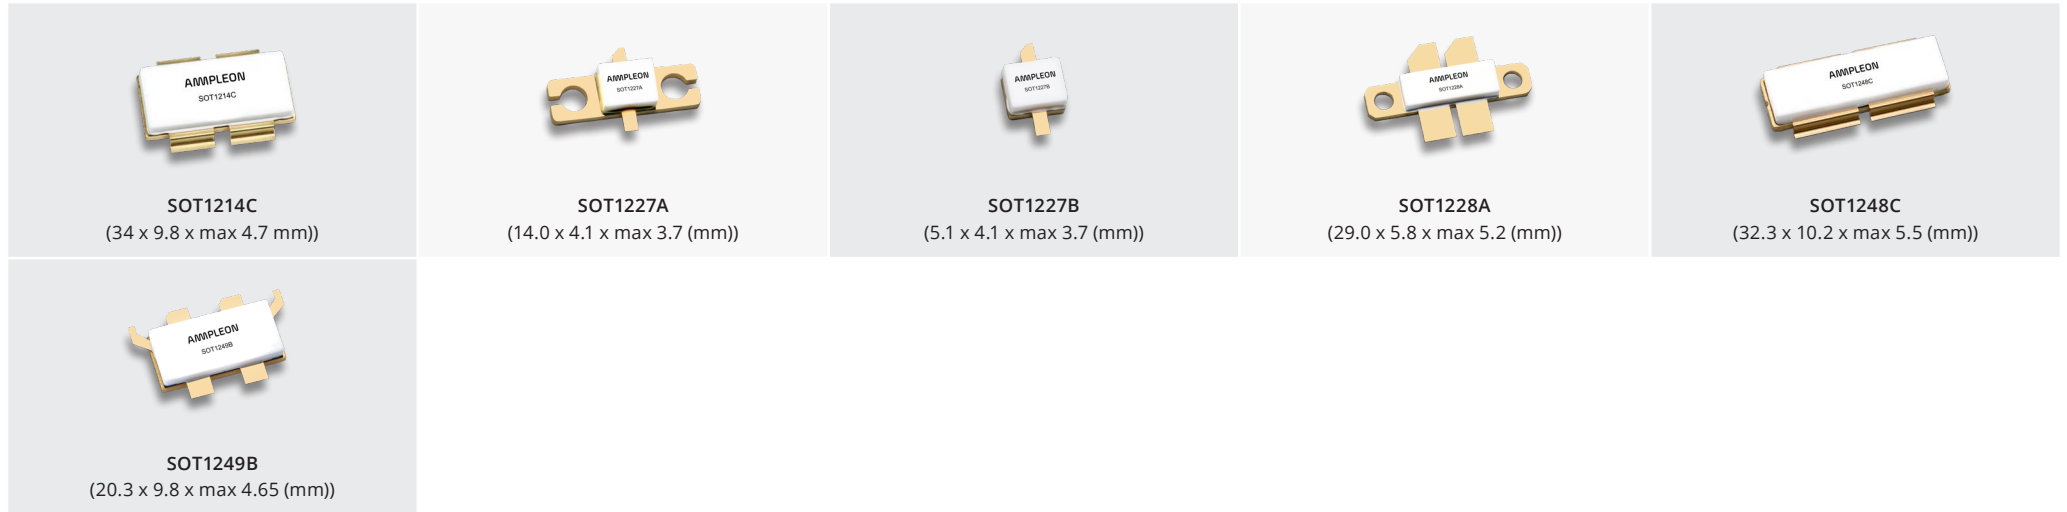 AMPLEON
SOT1214C
SOT1214C
(34 x 9.8 x max 4.7 mm))
AMPLEON
SOT1227A
SOT1227A
(14.0 x 4.1 x max 3.7 (mm))
AMPLEON
SOT1227B
SOT1227B
(5.1 x 4.1 x max 3.7 (mm))
AMPLEON
SOT1228A
SOT1228A
(29.0 x 5.8 x max 5.2 (mm))
AMPLEON
SOT1248C
SOT1248C
(32.3 x 10.2 x max 5.5 (mm))
AMPLEON
SOT1249B
SOT1249B
(20.3 x 9.8 x max 4.65 (mm))